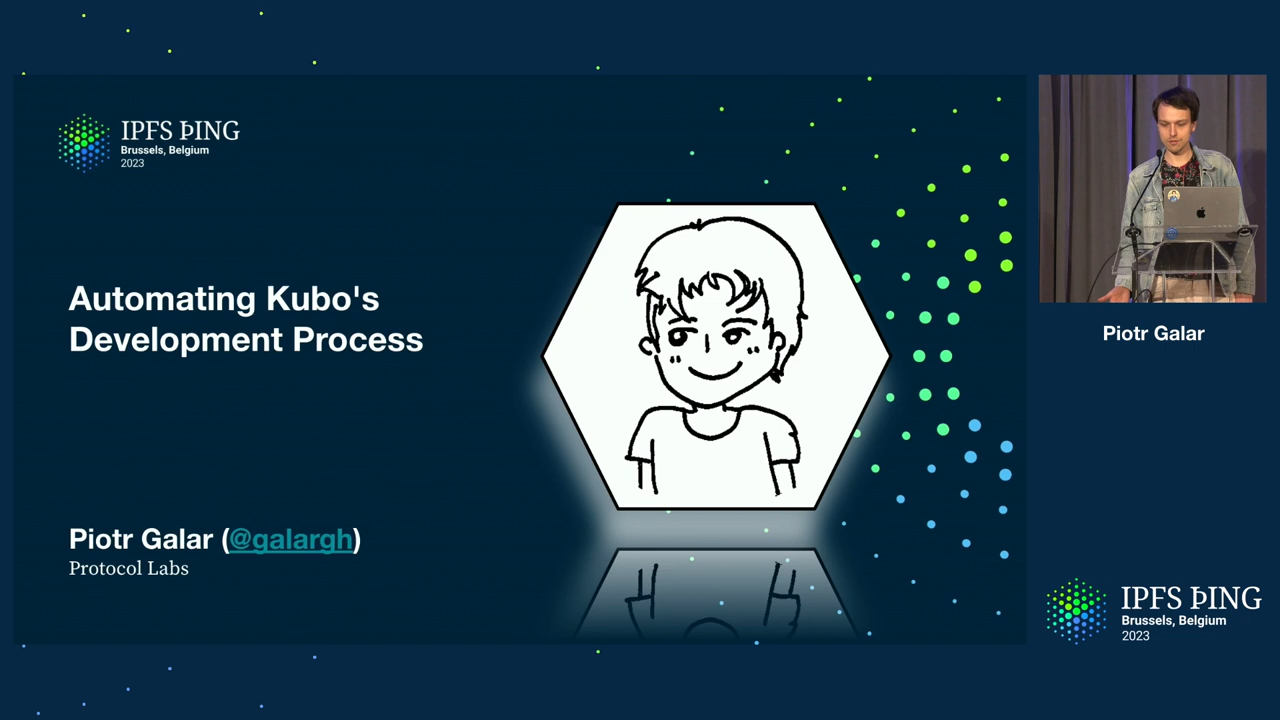 IPFS ÞING
Brussels, Belgium
2023
Automating Kubo's
Development Process
Piotr Galar (@galargh)
Protocol Labs
Piotr Galar
IPFS ÞING
Brussels, Belgium
2023